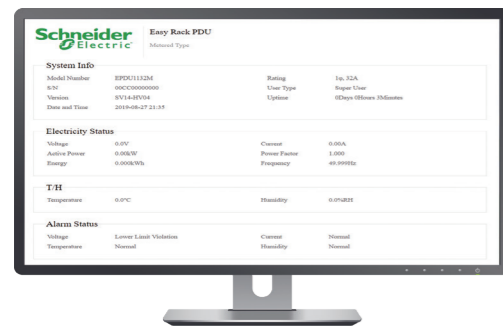 Schneider Electric
Easy Rack PDU
Metered Type
System Info
Model Number EPDU1132M Rating 1φ, 32A
S/N 00CC00000000 User Type Super User
Version SV14-HV04 Uptime 0Days 0Hours 3Minutes
Date and Time 2019-08-27 21:35
Electricity Status
Voltage 0.0V Current 0.00A
Active Power 0.00kW Power Factor 1.000
Energy 0.000kWh Frequency 49.999Hz
T/H
Temperature 0.0°C Humidity 0.0%RH
Alarm Status
Voltage Lower Limit Violation Current Normal
Temperature Normal Humidity Normal